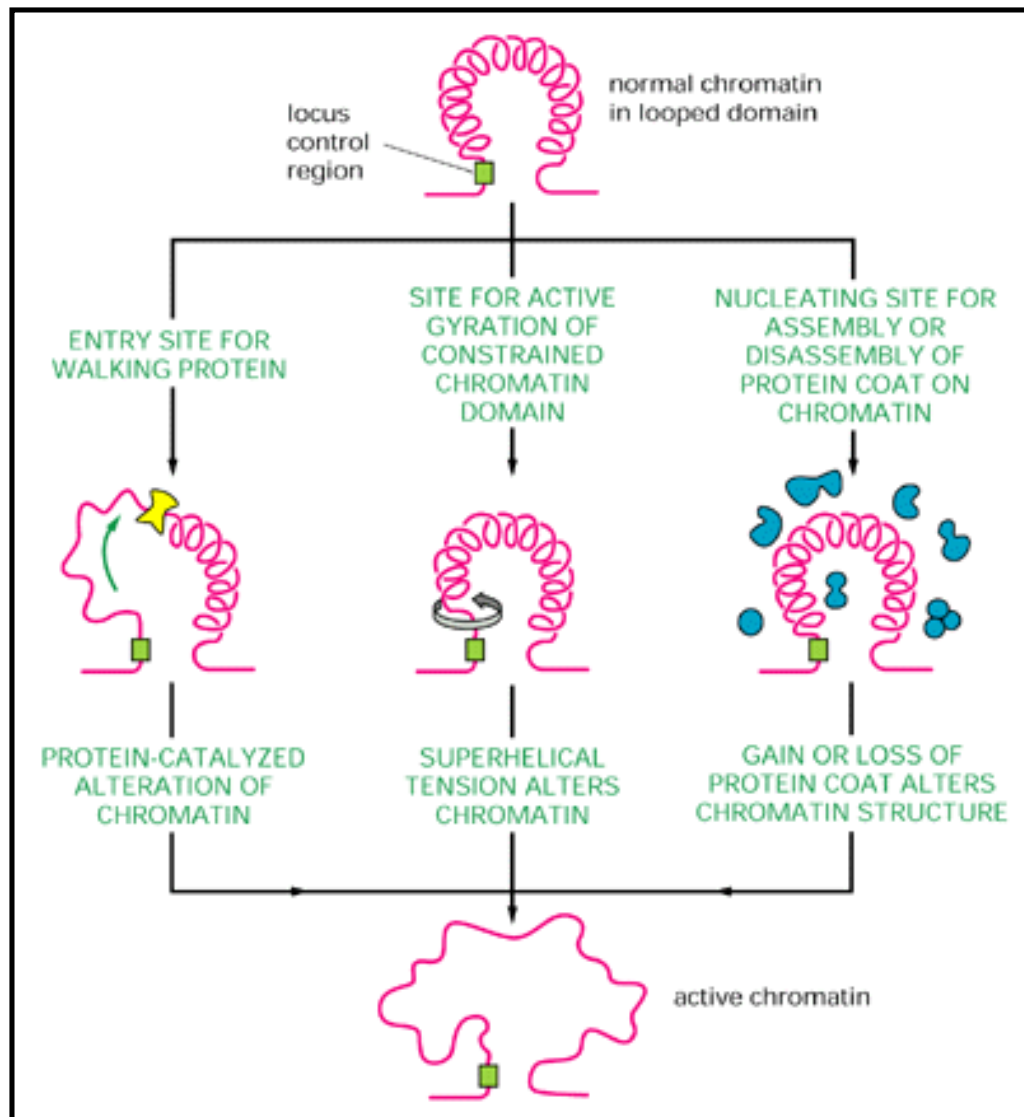 normal chromatin
in looped domain
locus
control
region
ENTRY SITE FOR
WALKING PROTEIN
SITE FOR ACTIVE
GYRATION OF
CONSTRAINED
CHROMATIN
DOMAIN
NUCLEATING SITE FOR
ASSEMBLY OR
DISASSEMBLY OF
PROTEIN COAT ON
CHROMATIN
PROTEIN-CATALYZED
ALTERATION OF
CHROMATIN
SUPERHELICAL
TENSION ALTERS
CHROMATIN
GAIN OR LOSS OF
PROTEIN COAT ALTERS
CHROMATIN STRUCTURE
active chromatin